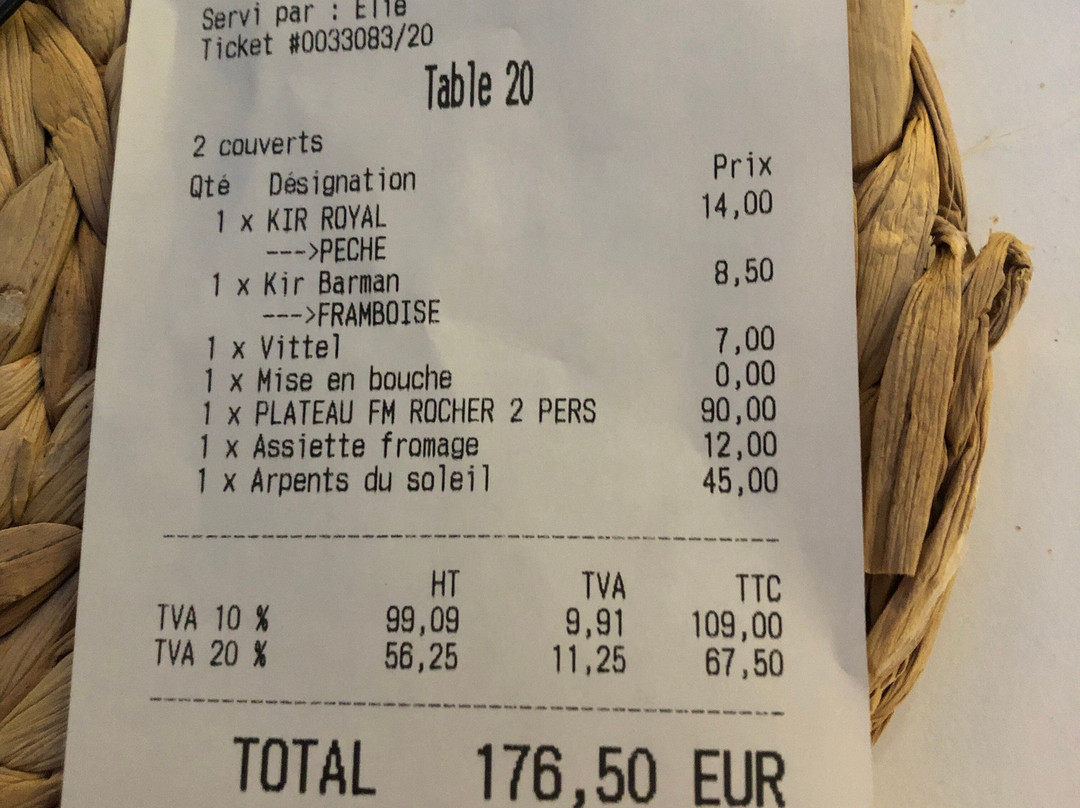 Servi par : Elie
Ticket #0033083/20
Table 20
2 couverts
Qté Désignation Prix
1 x KIR ROYAL 14,00
--->PECHE
1 x Kir Barman 8,50
--->FRAMBOISE
1 x Vittel 7,00
1 x Mise en bouche 0,00
1 x PLATEAU FM ROCHER 2 PERS 90,00
1 x Assiette fromage 12,00
1 x Arpents du soleil 45,00
HT TVA TTC
TVA 10 % 99,09 9,91 109,00
TVA 20 % 56,25 11,25 67,50
TOTAL 176,50 EUR